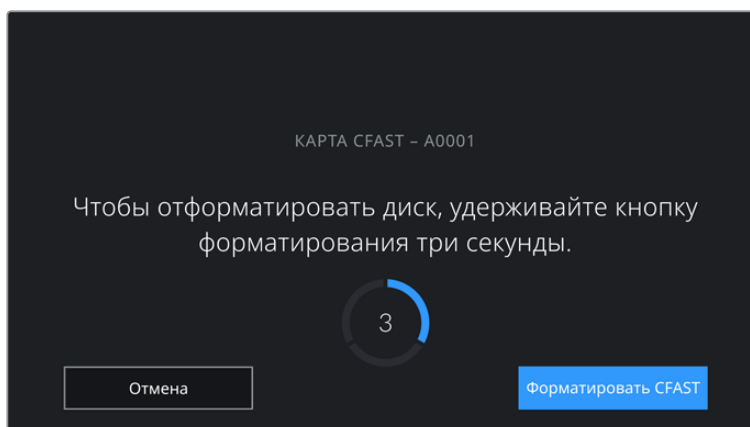 КАРТА CFAST – A0001
Чтобы отформатировать диск, удерживайте кнопку
форматирования три секунды.
3
Отмена
Форматировать CFAST